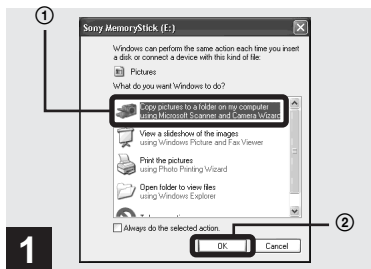 ①
Sony MemoryStick (E:)
Windows can perform the same action each time you insert
a disk or connect a device with this kind of file:
Pictures
What do you want Windows to do?
Copy pictures to a folder on my computer
using Microsoft Scanner and Camera Wizard
View a slideshow of the images
using Windows Picture and Fax Viewer
Print the pictures
using Photo Printing Wizard
Open folder to view files
using Windows Explorer
Always do the selected action.
②
OK
Cancel
1